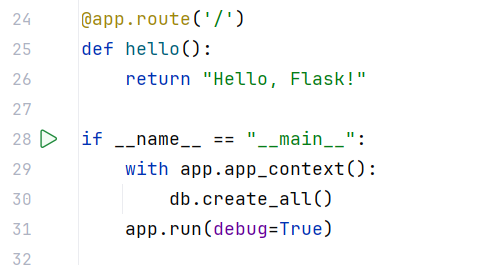 24 @app.route('/')
25 def hello():
26     return "Hello, Flask!"
27
28 if __name__ == "__main__":
29     with app.app_context():
30         db.create_all()
31     app.run(debug=True)
32